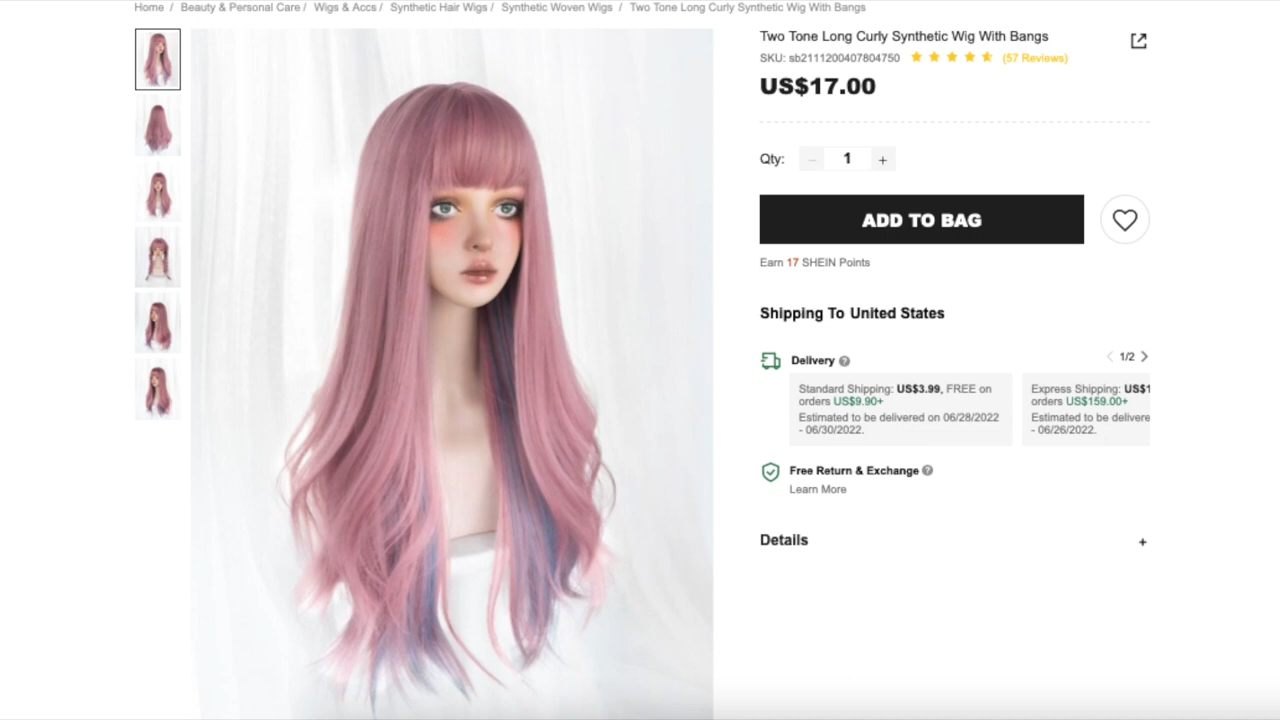 Home / Beauty & Personal Care / Wigs & Accs / Synthetic Hair Wigs / Synthetic Woven Wigs / Two Tone Long Curly Synthetic Wig With Bangs
Two Tone Long Curly Synthetic Wig With Bangs
SKU: sb2111200407804750 (57 Reviews)
US$17.00
Qty: − 1 +
ADD TO BAG
Earn 17 SHEIN Points
Shipping To United States
Delivery ? 1/2
Standard Shipping: US$3.99, FREE on
orders US$9.90+
Estimated to be delivered on 06/28/2022
- 06/30/2022.
Express Shipping: US$1
orders US$159.00+
Estimated to be delivere
- 06/26/2022.
Free Return & Exchange ?
Learn More
Details +